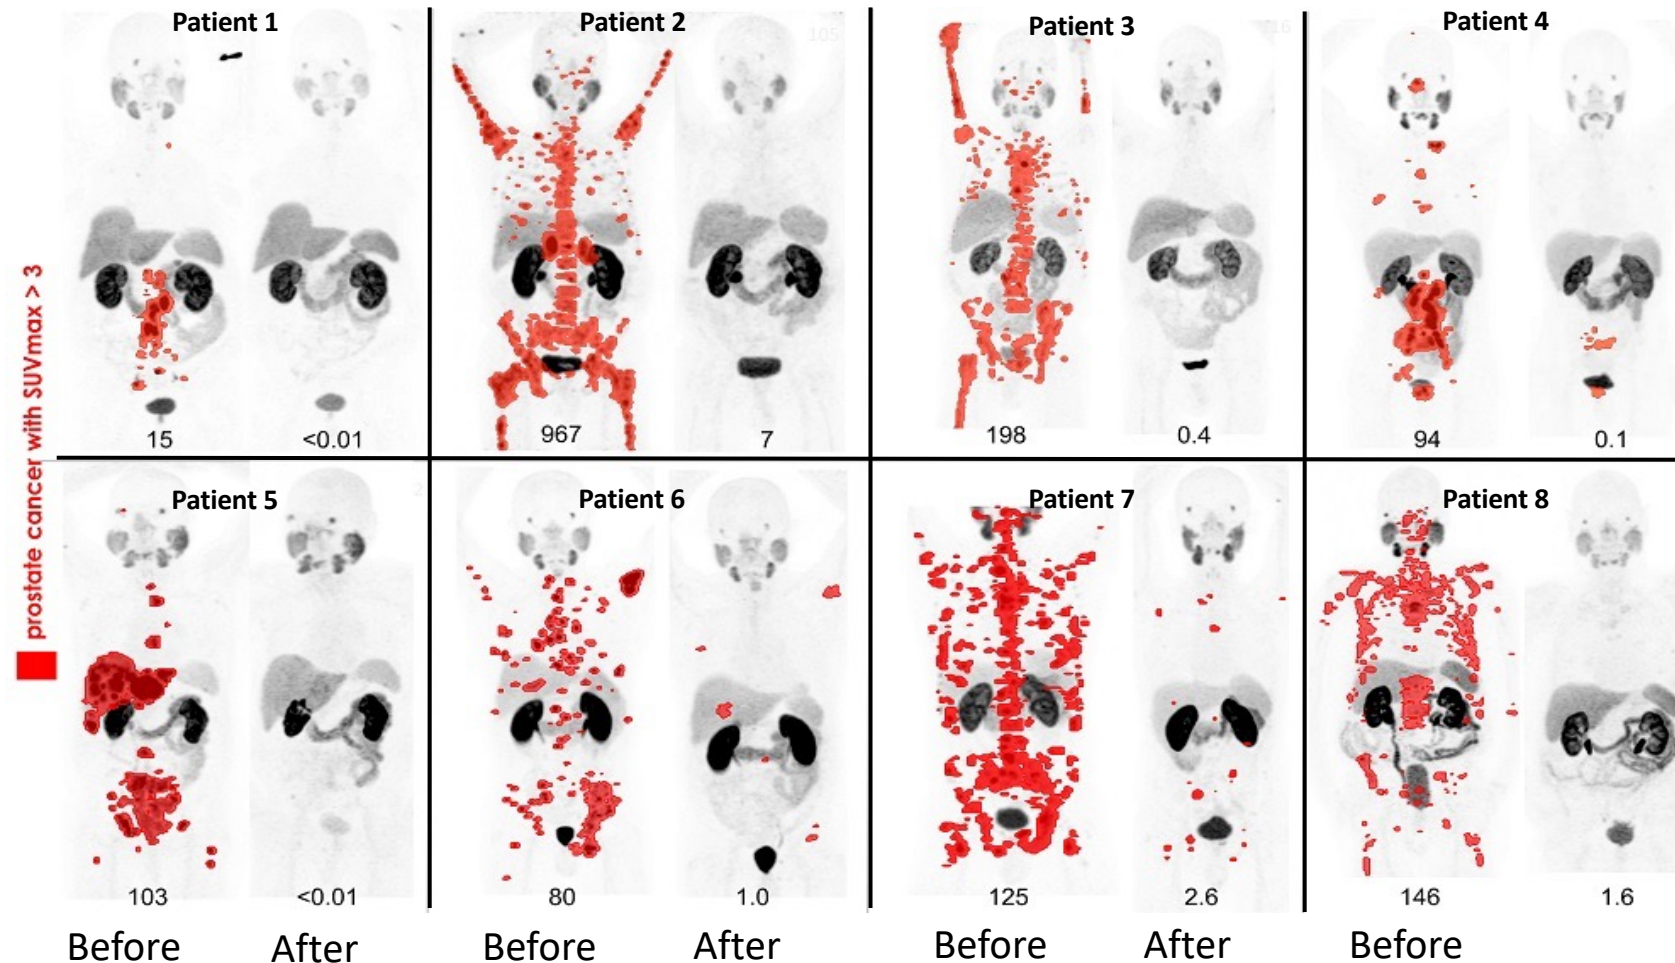 Patient 1
Patient 2
Patient 3
Patient 4
105
16
prostate cancer with SUVmax > 3
15
<0.01
967
7
198
0.4
94
0.1
Patient 5
Patient 6
Patient 7
Patient 8
103
<0.01
80
1.0
125
2.6
146
1.6
Before
After
Before
After
Before
After
Before